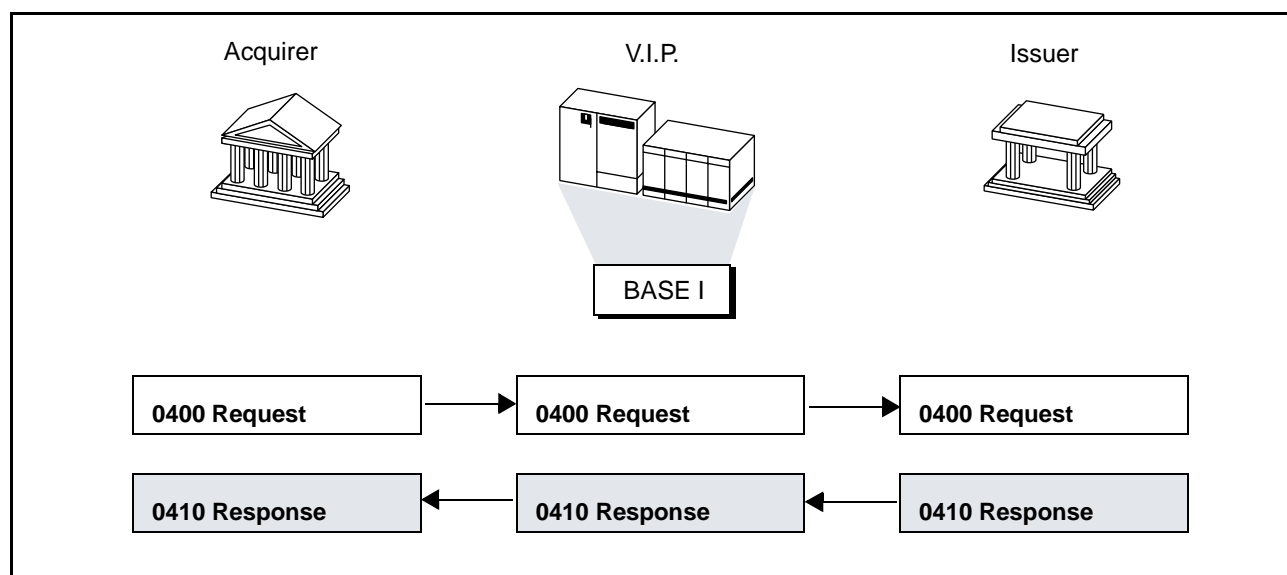 Acquirer
V.I.P.
Issuer
BASE I
0400 Request
0400 Request
0400 Request
0410 Response
0410 Response
0410 Response